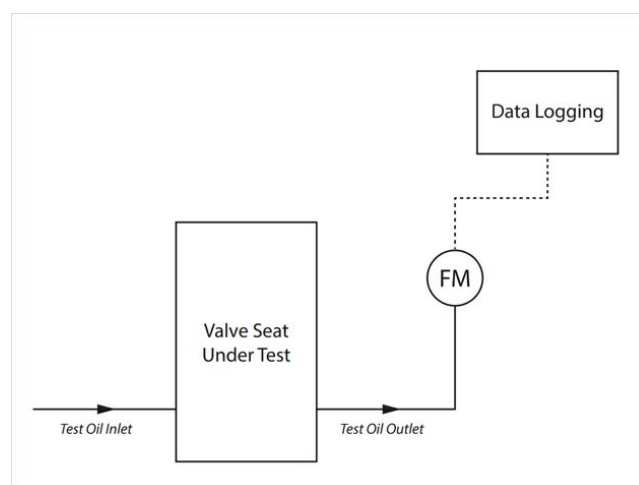 Data Logging
FM
Valve Seat
Under Test
Test Oil Inlet
Test Oil Outlet